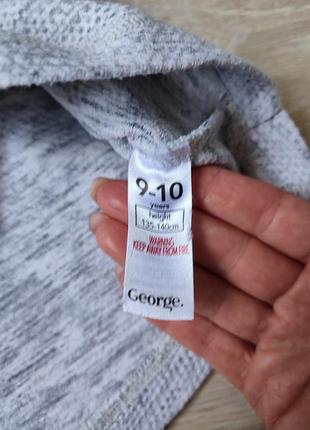 9-10
years
height
135-140cm
WARNING
KEEP AWAY FROM FIRE
George.